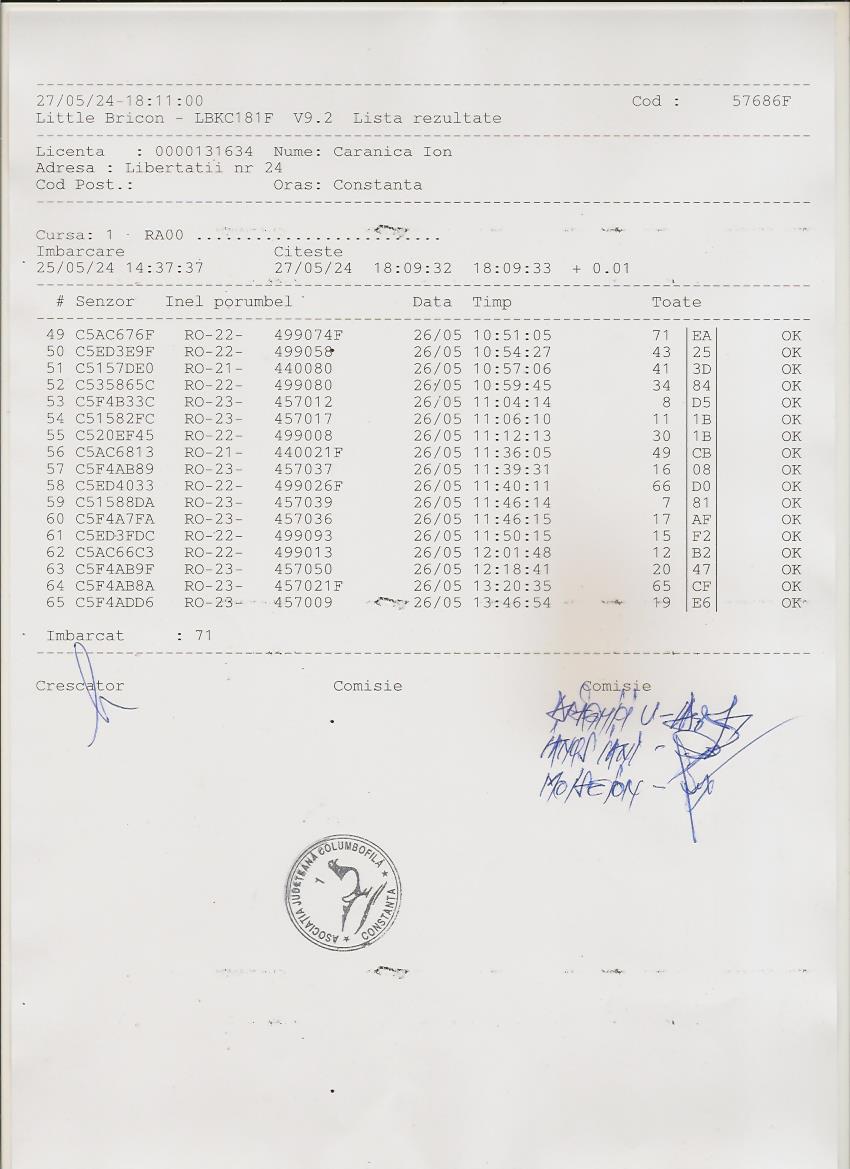 27/05/24-18:11:00 Cod : 57686F
Little Bricon - LBKC181F V9.2 Lista rezultate
Licenta : 0000131634 Nume: Caranica Ion
Adresa : Libertatii nr 24
Cod Post.: Oras: Constanta
Cursa: 1 RA00 .........................
Imbarcare Citeste
25/05/24 14:37:37 27/05/24 18:09:32 18:09:33 + 0.01
# Senzor Inel porumbel Data Timp Toate
49 C5AC676F RO-22- 499074F 26/05 10:51:05 71 EA OK
50 C5ED3E9F RO-22- 499058 26/05 10:54:27 43 25 OK
51 C5157DE0 RO-21- 440080 26/05 10:57:06 41 3D OK
52 C535865C RO-22- 499080 26/05 10:59:45 34 84 OK
53 C5F4B33C RO-23- 457012 26/05 11:04:14 8 D5 OK
54 C51582FC RO-23- 457017 26/05 11:06:10 11 1B OK
55 C520EF45 RO-22- 499008 26/05 11:12:13 30 1B OK
56 C5AC6813 RO-21- 440021F 26/05 11:36:05 49 CB OK
57 C5F4AB89 RO-23- 457037 26/05 11:39:31 16 08 OK
58 C5ED4033 RO-22- 499026F 26/05 11:40:11 66 D0 OK
59 C51588DA RO-23- 457039 26/05 11:46:14 7 81 OK
60 C5F4A7FA RO-23- 457036 26/05 11:46:15 17 AF OK
61 C5ED3FDC RO-22- 499093 26/05 11:50:15 15 F2 OK
62 C5AC66C3 RO-22- 499013 26/05 12:01:48 12 B2 OK
63 C5F4AB9F RO-23- 457050 26/05 12:18:41 20 47 OK
64 C5F4AB8A RO-23- 457021F 26/05 13:20:35 65 CF OK
65 C5F4ADD6 RO-23- 457009 26/05 13:46:54 19 E6 OK
Imbarcat : 71
Crescator Comisie Comisie
ASOCIATIA JUDETEANA COLUMBOFILĂ
CONSTANTA
1